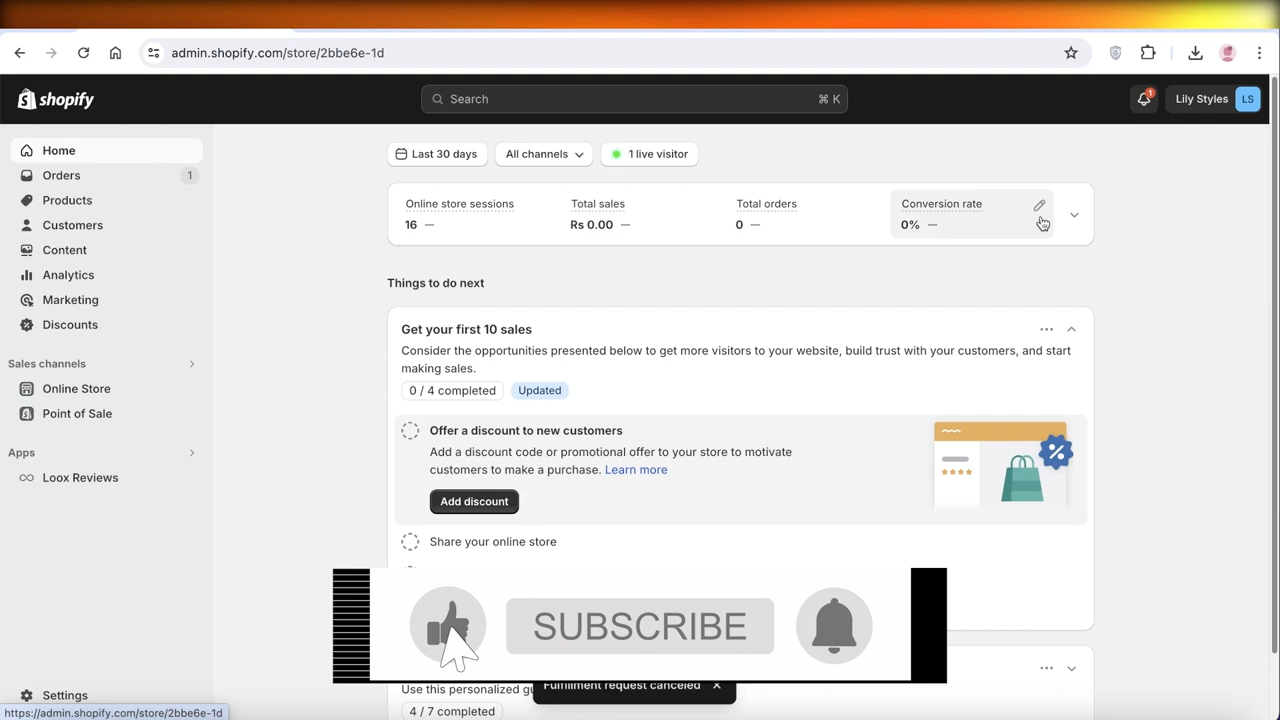 admin.shopify.com/store/2bbe6e-1d
shopify
Search
⌘ K
1
Lily Styles
LS
Home
Orders
1
Products
Customers
Content
Analytics
Marketing
Discounts
Sales channels
Online Store
Point of Sale
Apps
Loox Reviews
Settings
https://admin.shopify.com/store/2bbe6e-1d
Last 30 days
All channels
1 live visitor
Online store sessions
16 —
Total sales
Rs 0.00 —
Total orders
0 —
Conversion rate
0% —
Things to do next
Get your first 10 sales
Consider the opportunities presented below to get more visitors to your website, build trust with your customers, and start
making sales.
0 / 4 completed
Updated
Offer a discount to new customers
Add a discount code or promotional offer to your store to motivate
customers to make a purchase. Learn more
Add discount
%
Share your online store
SUBSCRIBE
Fulfillment request canceled
Use this personalized
4 / 7 completed